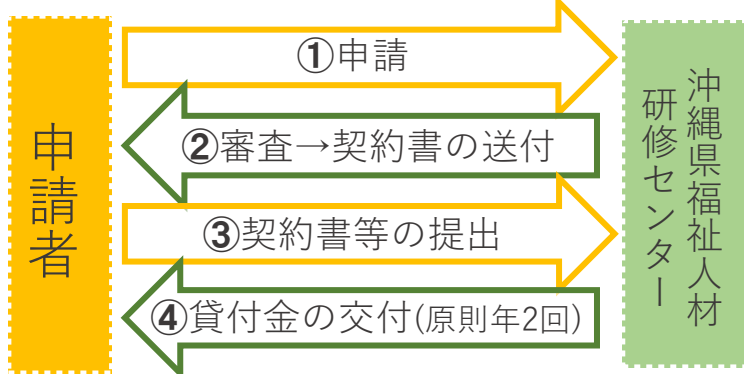 申請者
①申請
②審査→契約書の送付
③契約書等の提出
④貸付金の交付(原則年2回)
沖縄県福祉人材
研修センター